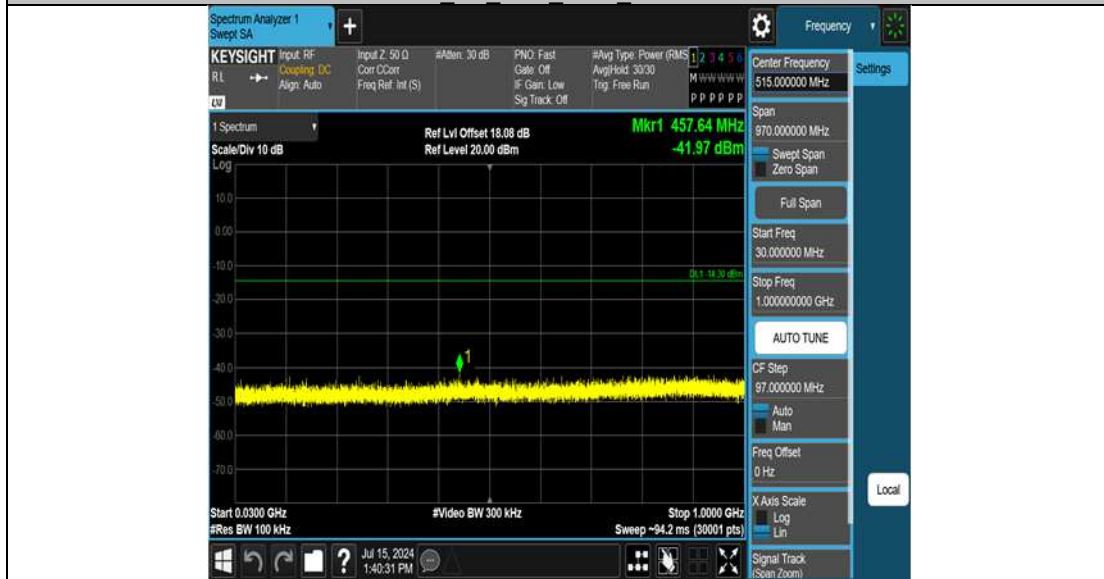 Spectrum Analyzer 1
Swept SA
+
Frequency
KEYSIGHT
RL
LXI
Input: RF
Coupling: DC
Align: Auto
Input Z: 50 Ω
Corr CCorr
Freq Ref: Int (S)
#Atten: 30 dB
PNO: Fast
Gate: Off
IF Gain: Low
Sig Track: Off
#Avg Type: Power (RMS
Avg|Hold: 30/30
Trig: Free Run
1 2 3 4 5 6
M W W W W W
P P P P P P
1 Spectrum
Scale/Div 10 dB
Log
Ref Lvl Offset 18.08 dB
Ref Level 20.00 dBm
Mkr1 457.64 MHz
-41.97 dBm
10.0
0.00
-10.0
-20.0
-30.0
-40.0
-50.0
-60.0
-70.0
DL1 -14.30 dBm
1
Start 0.0300 GHz
#Res BW 100 kHz
#Video BW 300 kHz
Stop 1.0000 GHz
Sweep ~94.2 ms (30001 pts)
?
Jul 15, 2024
1:40:31 PM
Center Frequency
515.000000 MHz
Settings
Span
970.000000 MHz
Swept Span
Zero Span
Full Span
Start Freq
30.000000 MHz
Stop Freq
1.000000000 GHz
AUTO TUNE
CF Step
97.000000 MHz
Auto
Man
Freq Offset
0 Hz
X Axis Scale
Log
Lin
Signal Track
(Span Zoom)
Local